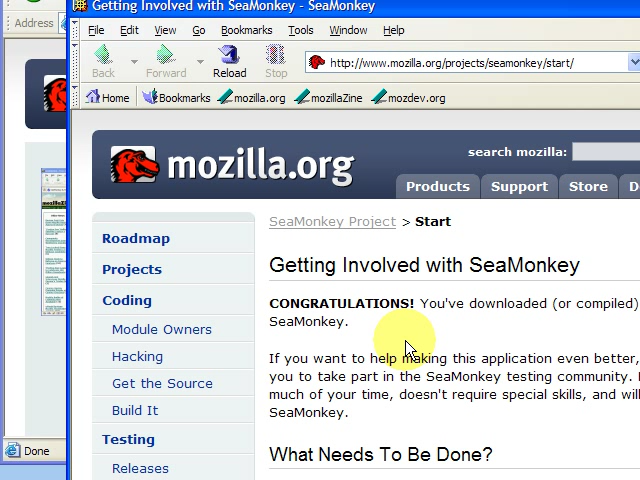 Getting Involved with SeaMonkey - SeaMonkey
File Edit View Go Bookmarks Tools Window Help
Address
Back Forward Reload Stop http://www.mozilla.org/projects/seamonkey/start/
Home Bookmarks mozilla.org mozillaZine mozdev.org
mozilla.org
search mozilla:
Products Support Store D
SeaMonkey Project > Start
Roadmap
Projects
Coding
Module Owners
Hacking
Get the Source
Build It
Testing
Releases
Getting Involved with SeaMonkey
CONGRATULATIONS! You've downloaded (or compiled)
SeaMonkey.
If you want to help making this application even better,
you to take part in the SeaMonkey testing community.
much of your time, doesn't require special skills, and will
SeaMonkey.
What Needs To Be Done?
Done